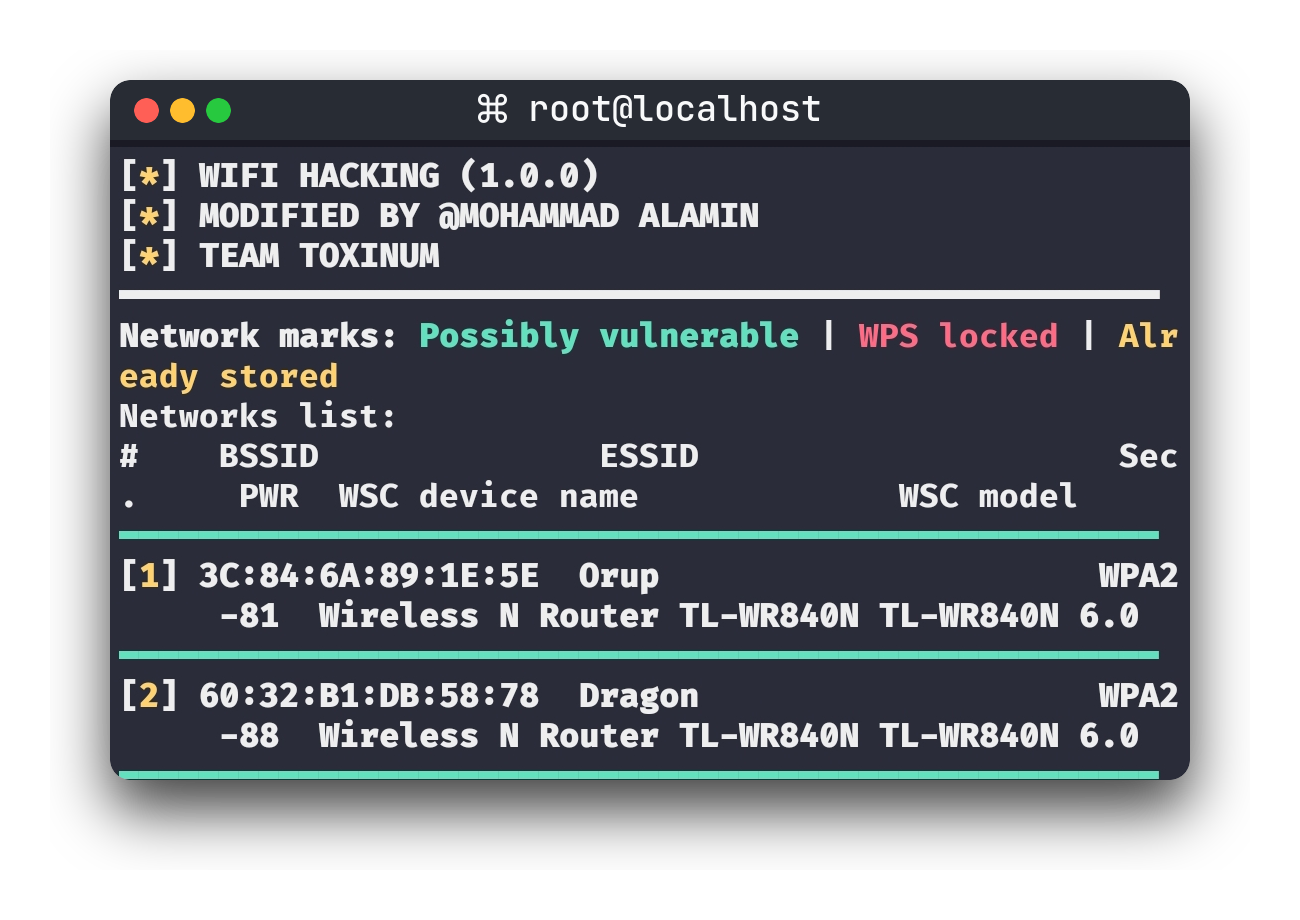 ⌘ root@localhost
[*] WIFI HACKING (1.0.0)
[*] MODIFIED BY @MOHAMMAD ALAMIN
[*] TEAM TOXINUM
Network marks: Possibly vulnerable | WPS locked | Alr
eady stored
Networks list:
#    BSSID              ESSID                     Sec
.     PWR  WSC device name             WSC model
[1] 3C:84:6A:89:1E:5E  Orup                      WPA2
     -81  Wireless N Router TL-WR840N TL-WR840N 6.0
[2] 60:32:B1:DB:58:78  Dragon                    WPA2
     -88  Wireless N Router TL-WR840N TL-WR840N 6.0